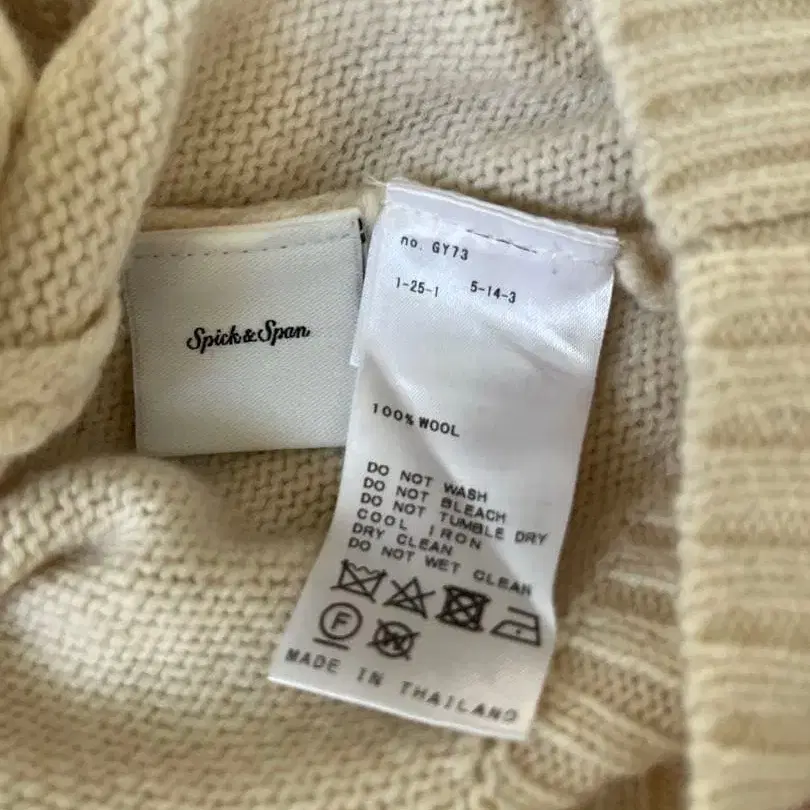 Spick & Span
no. GY73
1-25-1 5-14-3
100% WOOL
DO NOT WASH
DO NOT BLEACH
DO NOT TUMBLE DRY
COOL IRON
DRY CLEAN
DO NOT WET CLEAN
F
W
MADE IN THAILAND